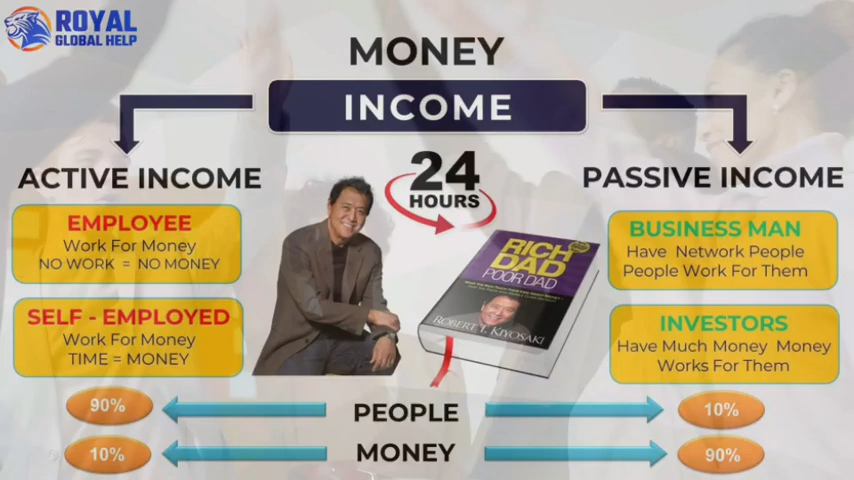 ROYAL
GLOBAL HELP
MONEY
INCOME
ACTIVE INCOME
24
HOURS
PASSIVE INCOME
EMPLOYEE
Work For Money
NO WORK = NO MONEY
SELF - EMPLOYED
Work For Money
TIME = MONEY
RICH
DAD
POOR DAD
ROBERT T. KIYOSAKI
BUSINESS MAN
Have Network People
People Work For Them
INVESTORS
Have Much Money Money
Works For Them
90%
PEOPLE
10%
10%
MONEY
90%